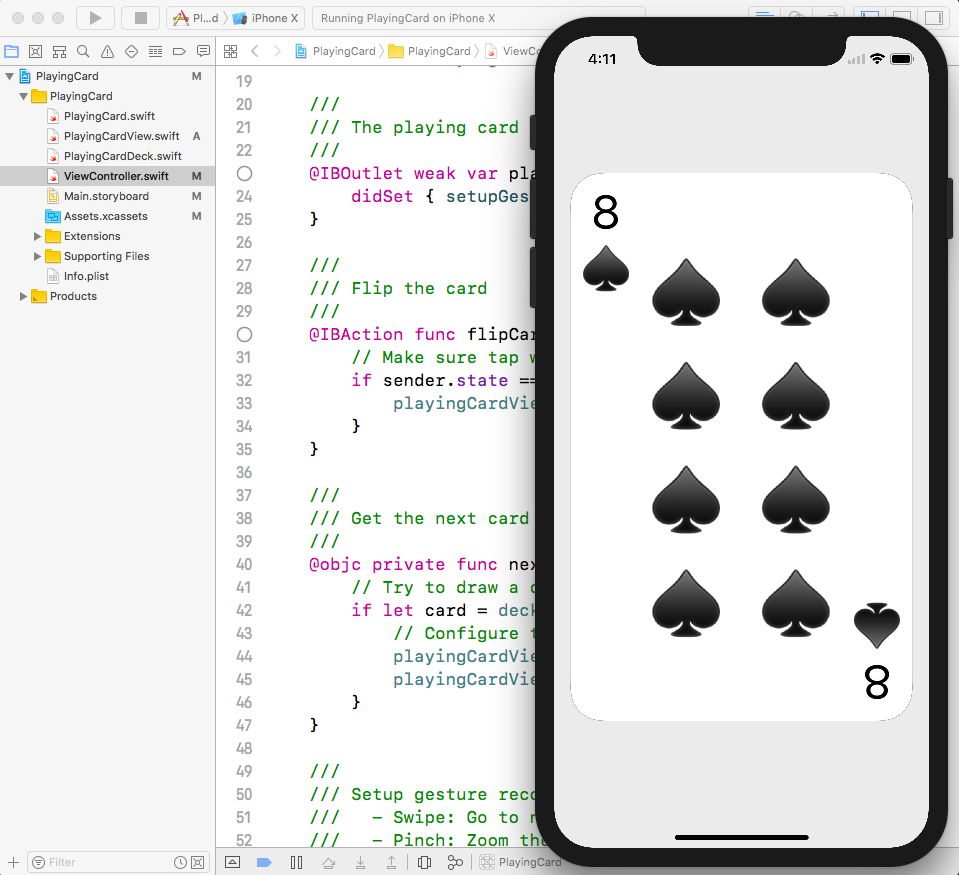 Pl...d
iPhone X
Running PlayingCard on iPhone X
PlayingCard
PlayingCard
ViewCo
PlayingCard M
PlayingCard
PlayingCard.swift
PlayingCardView.swift A
PlayingCardDeck.swift
ViewController.swift M
Main.storyboard M
Assets.xcassets M
Extensions
Supporting Files
Info.plist
Products
Filter
19
20 ///
21 /// The playing card
22 ///
@IBOutlet weak var pla
24 didSet { setupGes
25 }
26
27 ///
28 /// Flip the card
29 ///
@IBAction func flipCar
31 // Make sure tap w
32 if sender.state ==
33 playingCardVie
34 }
35 }
36
37 ///
38 /// Get the next card
39 ///
40 @objc private func nex
41 // Try to draw a c
42 if let card = deck
43 // Configure t
44 playingCardVie
45 playingCardVie
46 }
47 }
48
49 ///
50 /// Setup gesture reco
51 /// - Swipe: Go to n
52 /// - Pinch: Zoom the
PlayingCard
4:11
8
8